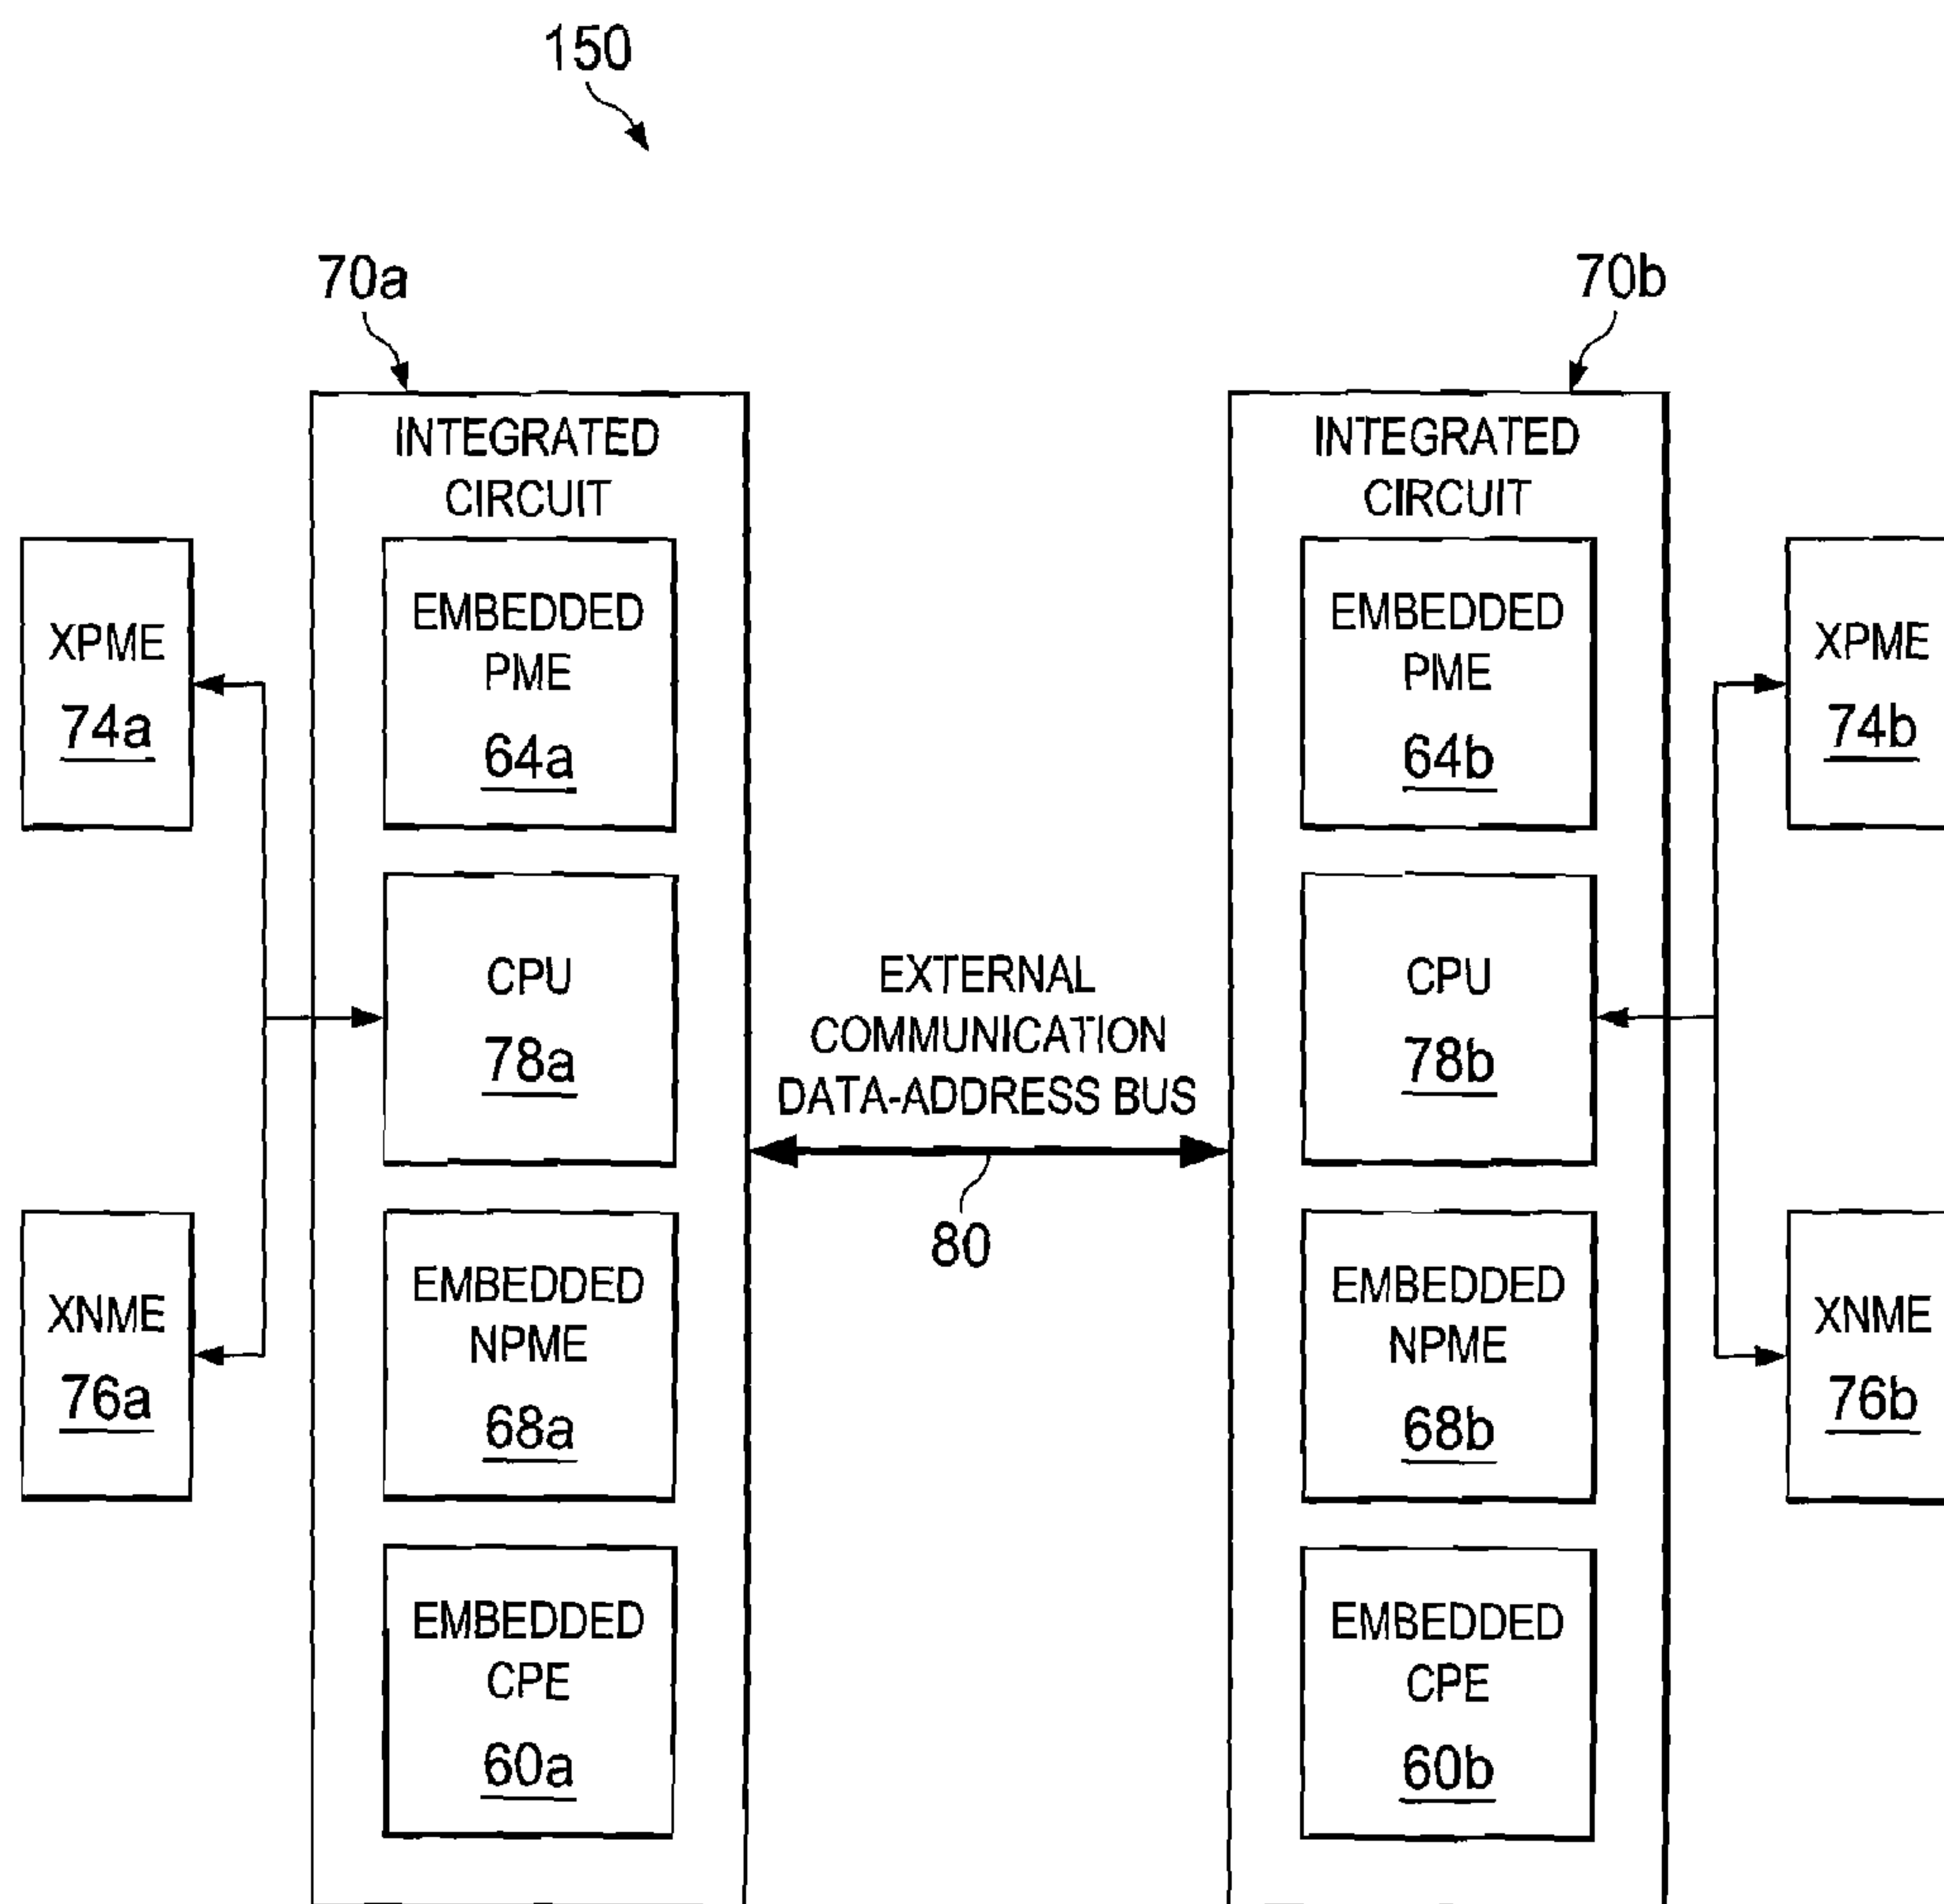 150
70a
70b
INTEGRATED
CIRCUIT
INTEGRATED
CIRCUIT
XPME
74a
EMBEDDED
PME
64a
EMBEDDED
PME
64b
XPME
74b
CPU
78a
EXTERNAL
COMMUNICATION
DATA-ADDRESS BUS
80
CPU
78b
XNME
76a
EMBEDDED
NPME
68a
EMBEDDED
NPME
68b
XNME
76b
EMBEDDED
CPE
60a
EMBEDDED
CPE
60b